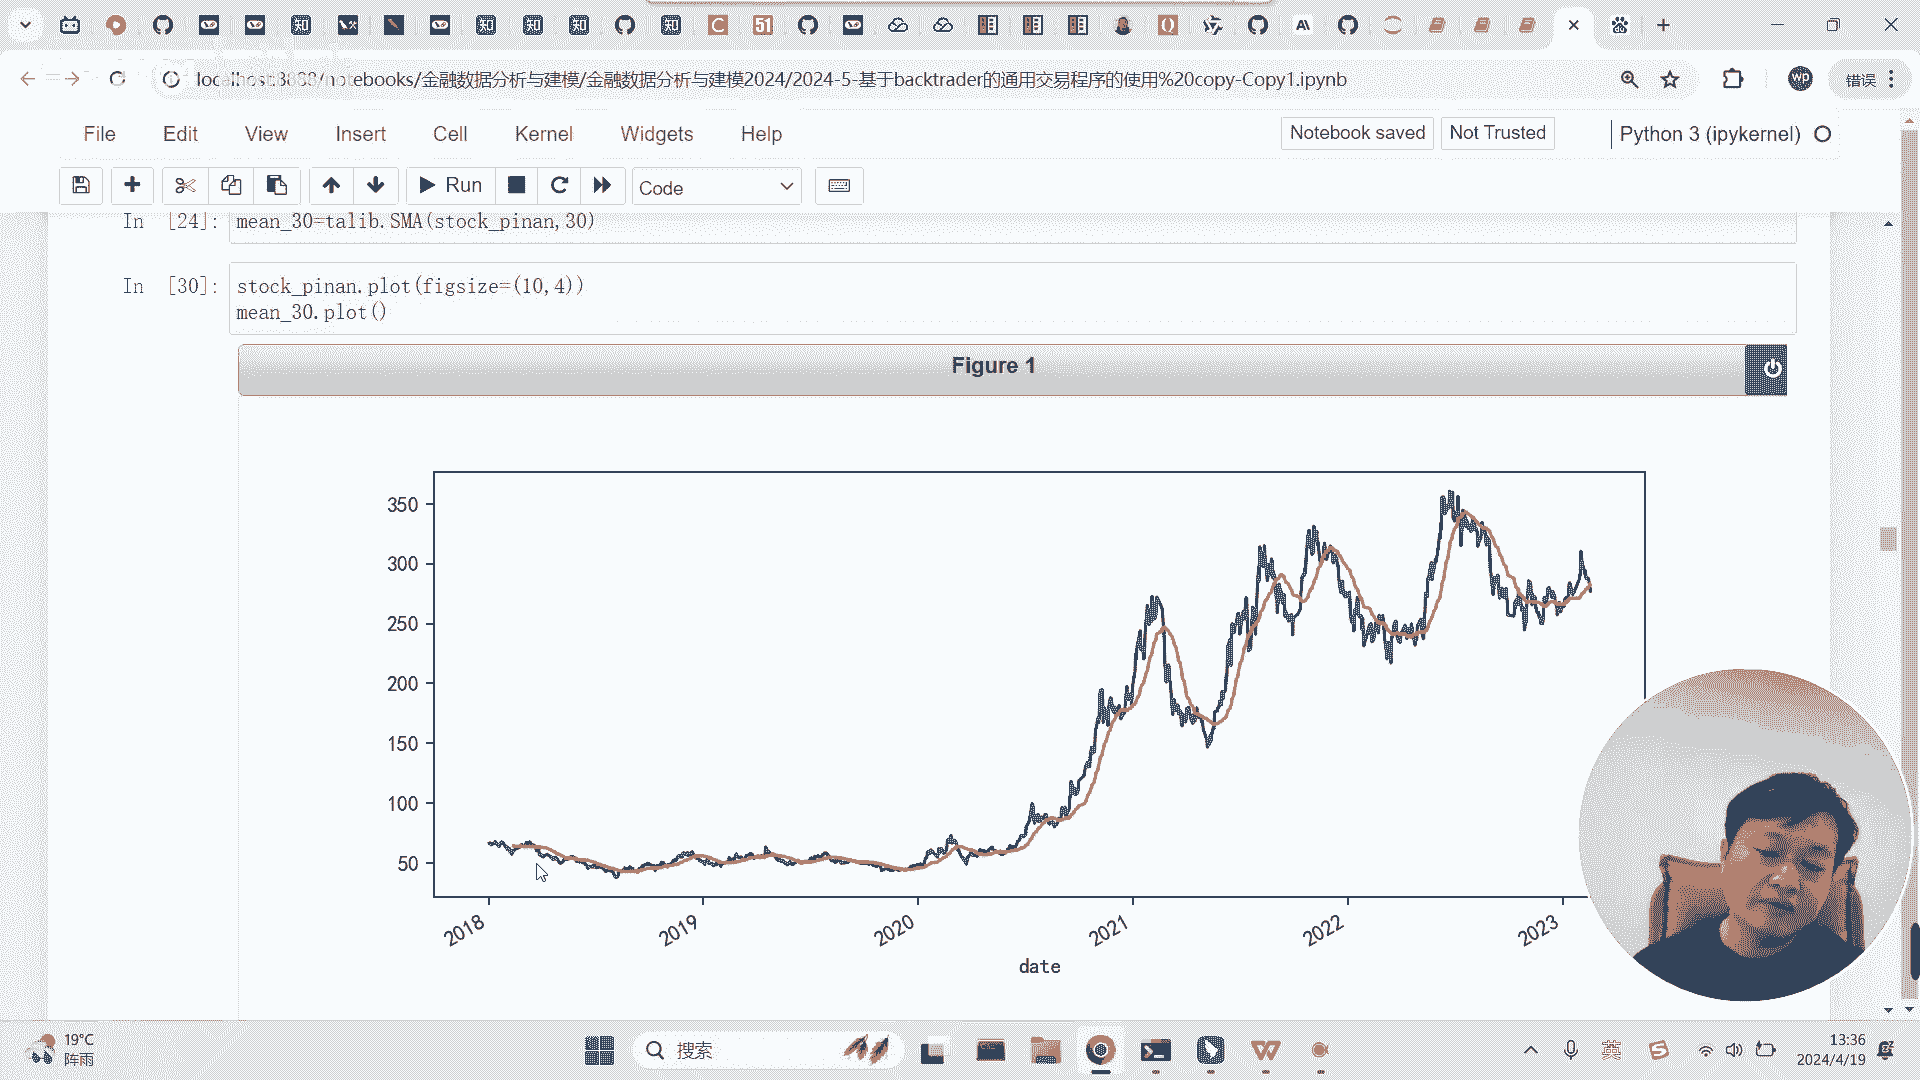 localhost:8888/notebooks/金融数据分析与建模/金融数据分析与建模2024/2024-5-基于backtrader的通用交易程序的使用%20copy-Copy1.ipynb
错误
File Edit View Insert Cell Kernel Widgets Help
Notebook saved
Not Trusted
Python 3 (ipykernel)
Run
Code
In [24]: mean_30=talib.SMA(stock_pinan,30)
In [30]: stock_pinan.plot(figsize=(10,4))
mean_30.plot()
Figure 1
350
300
250
200
150
100
50
2018 2019 2020 2021 2022 2023
date
19°C
阵雨
搜索
英
13:36
2024/4/19